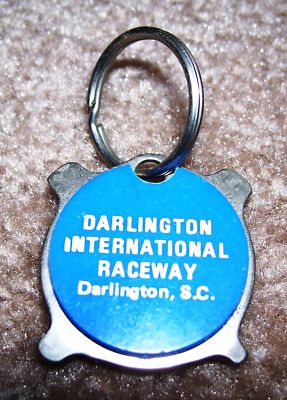 DARLINGTON
INTERNATIONAL
RACEWAY
Darlington, S.C.